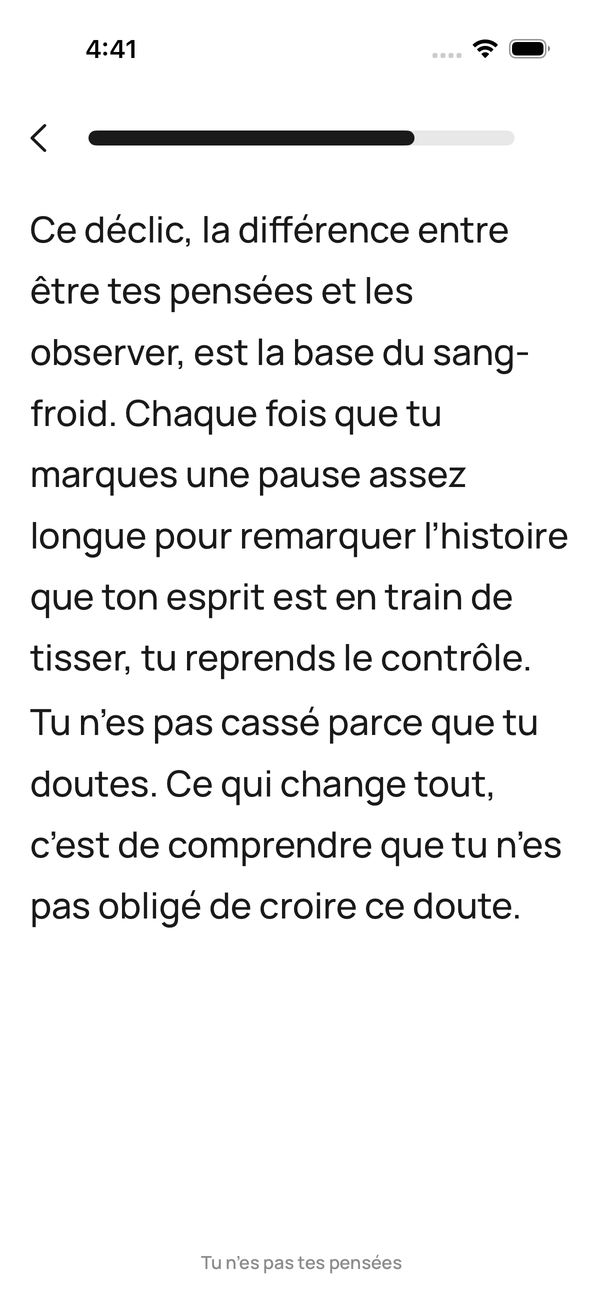 4:41
Ce déclic, la différence entre
être tes pensées et les
observer, est la base du sang-
froid. Chaque fois que tu
marques une pause assez
longue pour remarquer l’histoire
que ton esprit est en train de
tisser, tu reprends le contrôle.
Tu n’es pas cassé parce que tu
doutes. Ce qui change tout,
c’est de comprendre que tu n’es
pas obligé de croire ce doute.
Tu n’es pas tes pensées